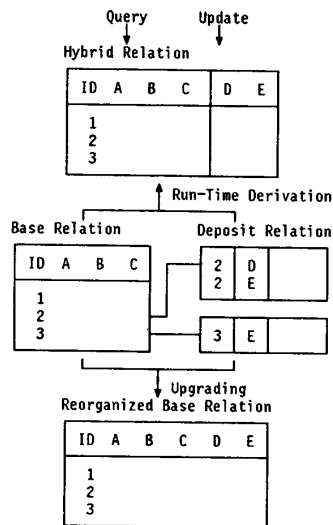 Query Update
Hybrid Relation
ID A B C D E
1
2
3
Run-Time Derivation
Base Relation Deposit Relation
ID A B C
1
2
3
2 D
2 E
3 E
Upgrading
Reorganized Base Relation
ID A B C D E
1
2
3